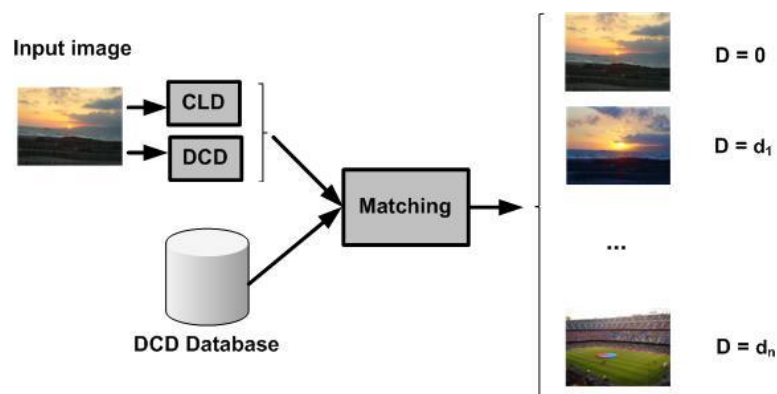 Input image
CLD
DCD
DCD Database
Matching
D = 0
D = d₁
...
D = dₙ